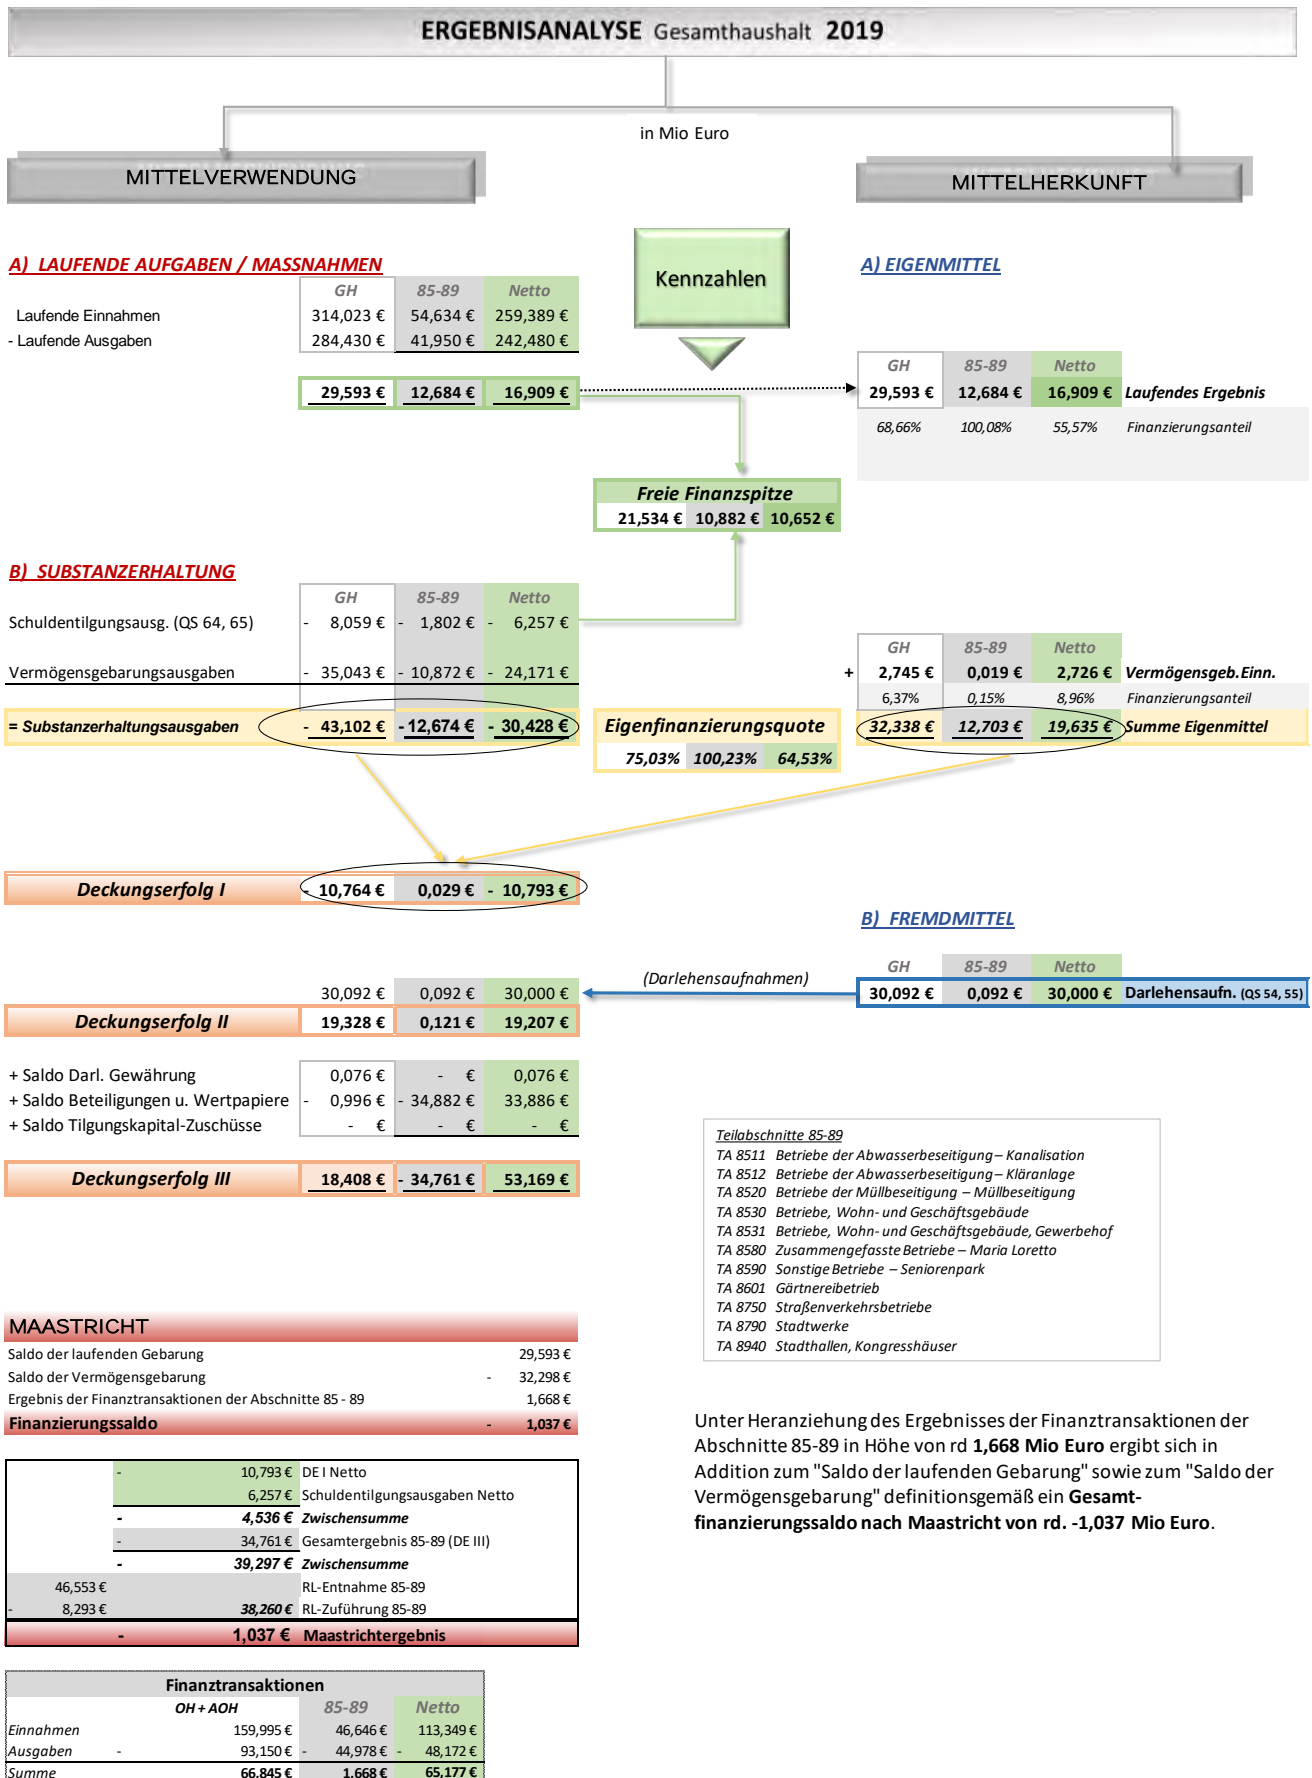 ERGEBNISANALYSE Gesamthaushalt 2019
in Mio Euro
MITTELVERWENDUNG
MITTELHERKUNFT
A) LAUFENDE AUFGABEN / MASSNAHMEN
Kennzahlen
A) EIGENMITTEL
GH 85-89 Netto
Laufende Einnahmen 314,023 € 54,634 € 259,389 €
- Laufende Ausgaben 284,430 € 41,950 € 242,480 €
GH 85-89 Netto
29,593 € 12,684 € 16,909 €
29,593 € 12,684 € 16,909 € Laufendes Ergebnis
68,66% 100,08% 55,57% Finanzierungsanteil
Freie Finanzspitze
21,534 € 10,882 € 10,652 €
B) SUBSTANZERHALTUNG
GH 85-89 Netto
Schuldentilgungsausg. (QS 64, 65) - 8,059 € - 1,802 € - 6,257 €
GH 85-89 Netto
Vermögensgebarungsausgaben - 35,043 € - 10,872 € - 24,171 €
+ 2,745 € 0,019 € 2,726 € Vermögensgeb.Einn.
6,37% 0,15% 8,96% Finanzierungsanteil
= Substanzerhaltungsausgaben - 43,102 € - 12,674 € - 30,428 €
Eigenfinanzierungsquote
32,338 € 12,703 € 19,635 € Summe Eigenmittel
75,03% 100,23% 64,53%
Deckungserfolg I - 10,764 € 0,029 € - 10,793 €
B) FREMDMITTEL
GH 85-89 Netto
(Darlehensaufnahmen)
30,092 € 0,092 € 30,000 €
30,092 € 0,092 € 30,000 € Darlehensaufn. (QS 54, 55)
Deckungserfolg II 19,328 € 0,121 € 19,207 €
+ Saldo Darl. Gewährung 0,076 € - € 0,076 €
+ Saldo Beteiligungen u. Wertpapiere - 0,996 € - 34,882 € 33,886 €
+ Saldo Tilgungskapital-Zuschüsse - € - € - €
Deckungserfolg III 18,408 € - 34,761 € 53,169 €
Teilabschnitte 85-89
TA 8511 Betriebe der Abwasserbeseitigung – Kanalisation
TA 8512 Betriebe der Abwasserbeseitigung – Kläranlage
TA 8520 Betriebe der Müllbeseitigung – Müllbeseitigung
TA 8530 Betriebe, Wohn- und Geschäftsgebäude
TA 8531 Betriebe, Wohn- und Geschäftsgebäude, Gewerbehof
TA 8580 Zusammengefasste Betriebe – Maria Loretto
TA 8590 Sonstige Betriebe – Seniorenpark
TA 8601 Gärtnereibetrieb
TA 8750 Straßenverkehrsbetriebe
TA 8790 Stadtwerke
TA 8940 Stadthallen, Kongresshäuser
MAASTRICHT
Saldo der laufenden Gebarung 29,593 €
Saldo der Vermögensgebarung - 32,298 €
Ergebnis der Finanztransaktionen der Abschnitte 85 - 89 1,668 €
Finanzierungssaldo - 1,037 €
Unter Heranziehung des Ergebnisses der Finanztransaktionen der
Abschnitte 85-89 in Höhe von rd 1,668 Mio Euro ergibt sich in
Addition zum "Saldo der laufenden Gebarung" sowie zum "Saldo der
Vermögensgebarung" definitionsgemäß ein Gesamt-
finanzierungssaldo nach Maastricht von rd. -1,037 Mio Euro.
- 10,793 € DE I Netto
6,257 € Schuldentilgungsausgaben Netto
- 4,536 € Zwischensumme
- 34,761 € Gesamtergebnis 85-89 (DE III)
- 39,297 € Zwischensumme
46,553 € RL-Entnahme 85-89
- 8,293 € 38,260 € RL-Zuführung 85-89
- 1,037 € Maastrichtergebnis
Finanztransaktionen
OH + AOH 85-89 Netto
Einnahmen 159,995 € 46,646 € 113,349 €
Ausgaben - 93,150 € - 44,978 € - 48,172 €
Summe 66,845 € 1,668 € 65,177 €